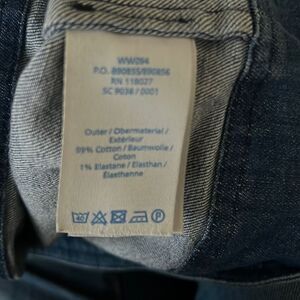 WW094
P.O. 890855/890856
RN 118027
SC 9036 / 0001
Outer / Obermaterial /
Extérieur
99% Cotton / Baumwolle /
Coton
1% Elastane / Elasthan /
Élasthanne
40
P